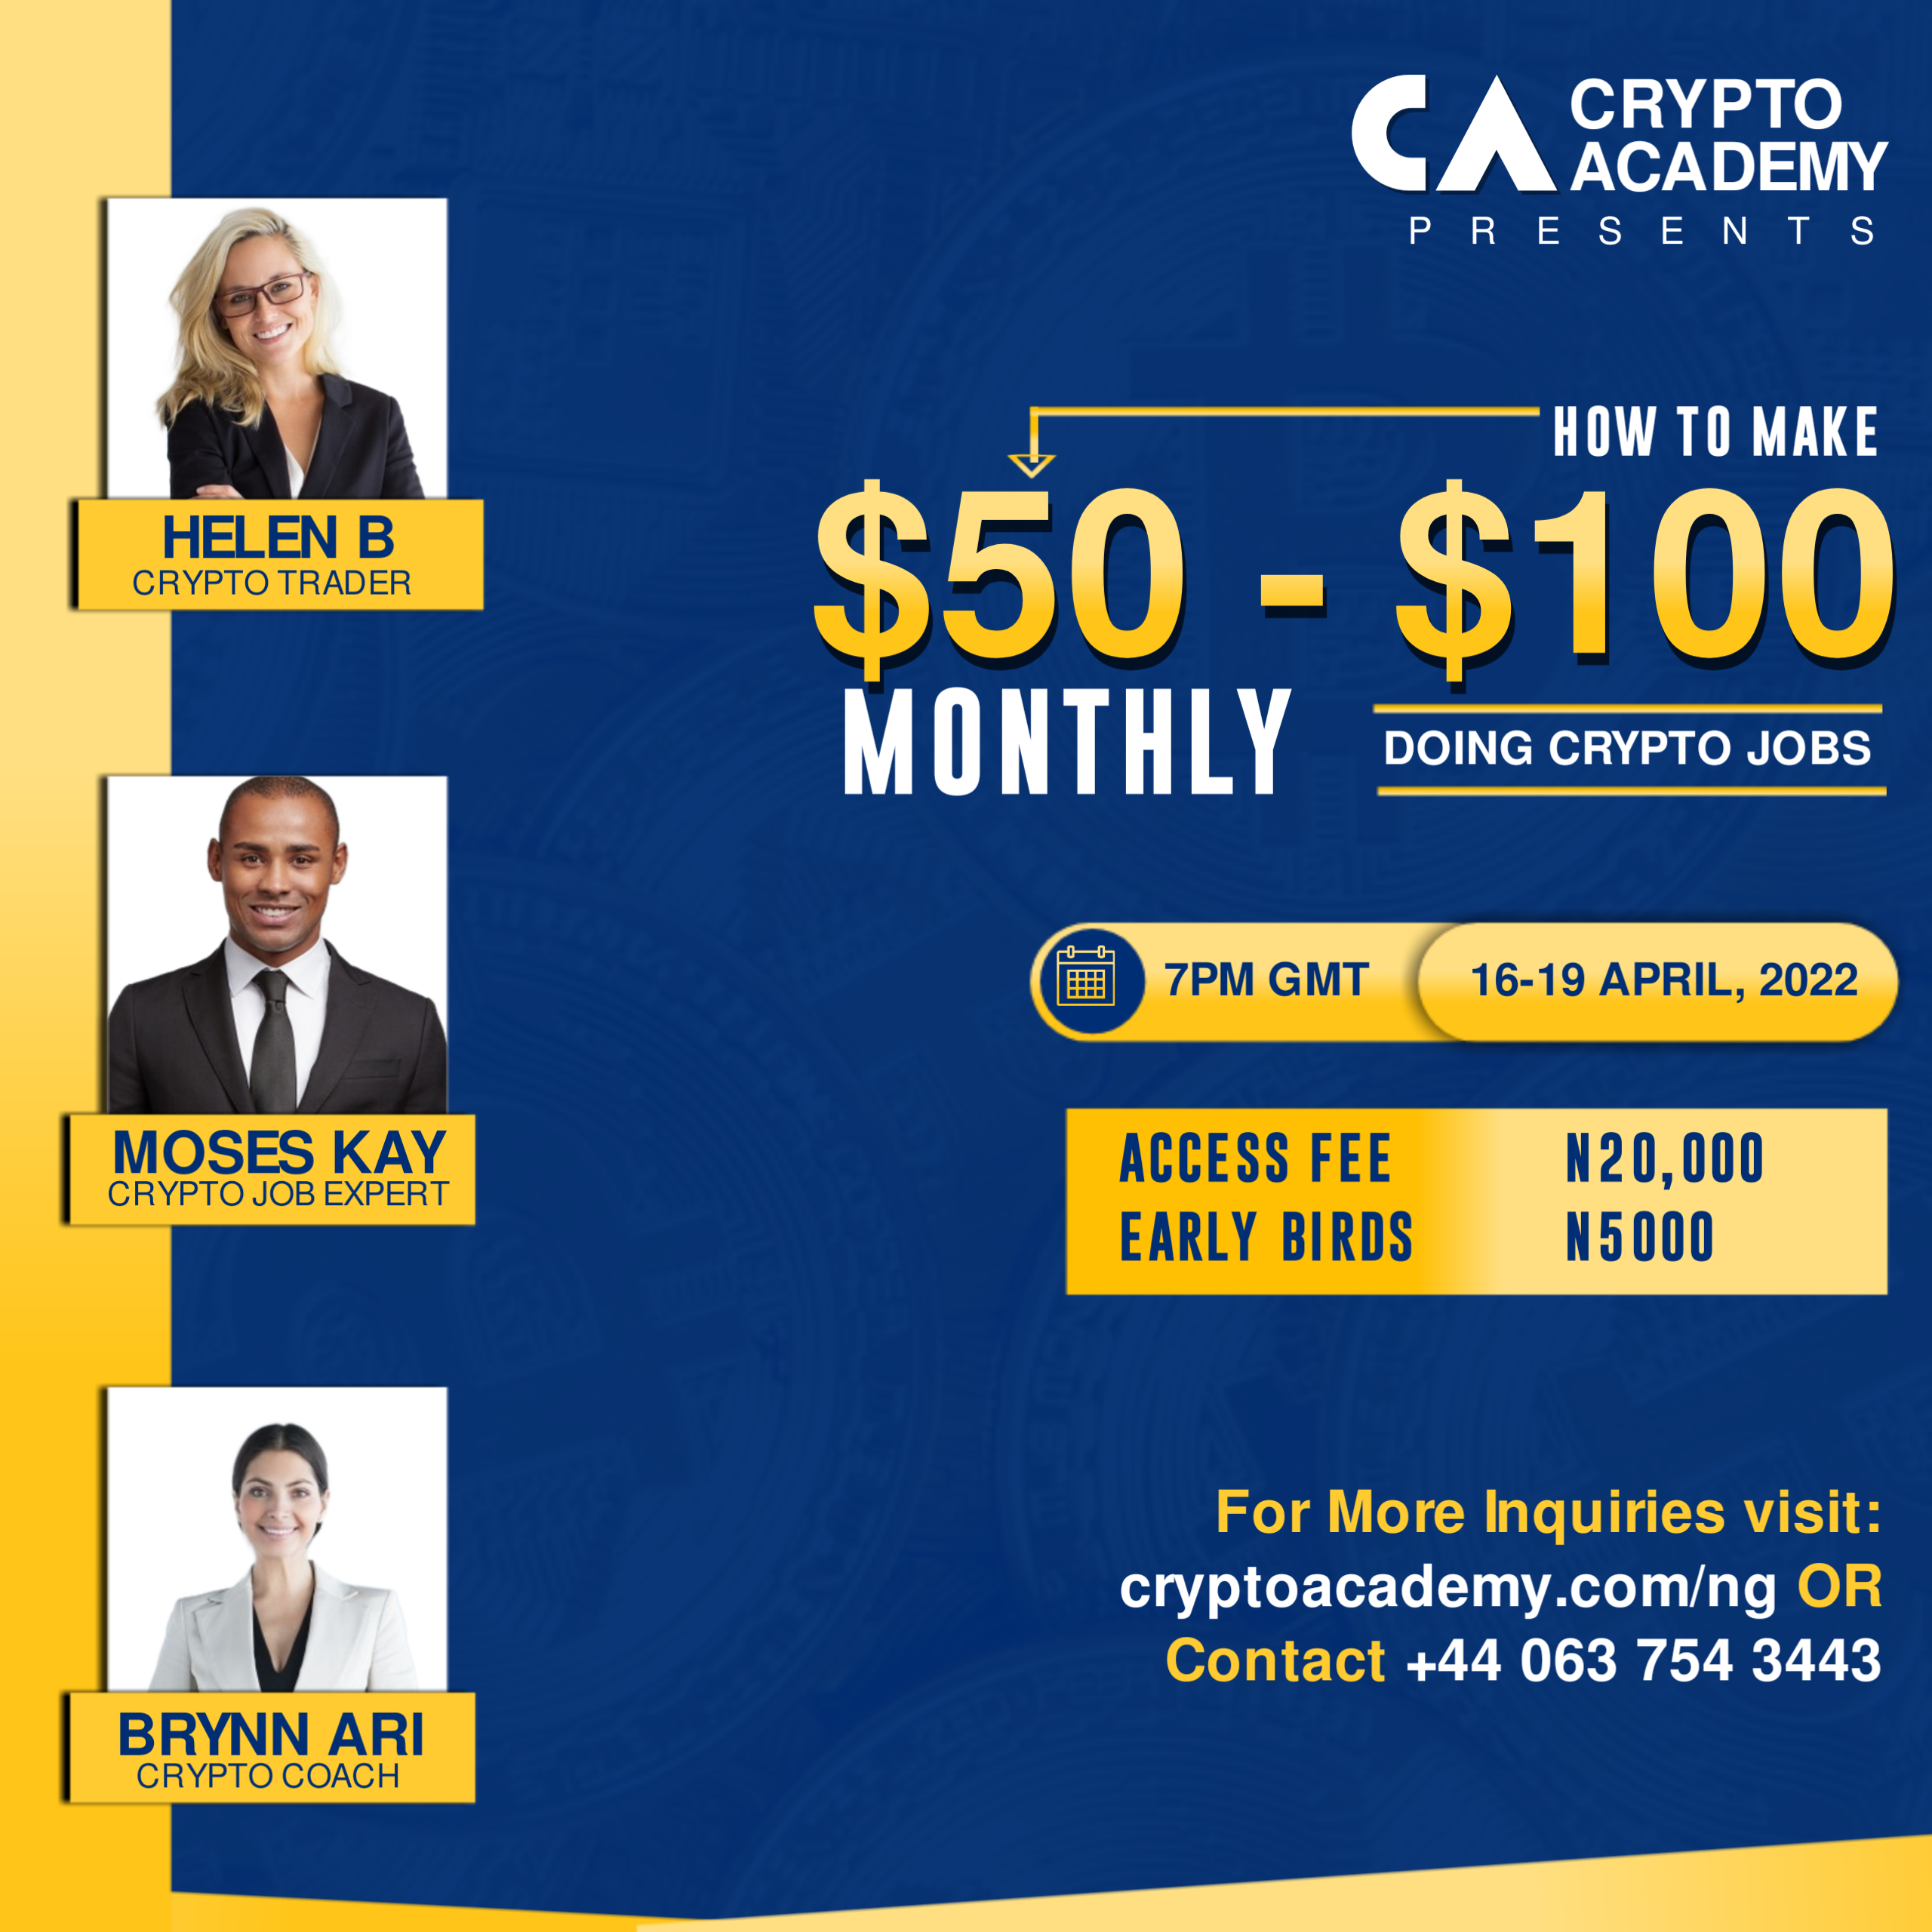 CA CRYPTO
ACADEMY
PRESENTS
HOW TO MAKE
$50 - $100
MONTHLY
DOING CRYPTO JOBS
7PM GMT
16-19 APRIL, 2022
ACCESS FEE N20,000
EARLY BIRDS N5000
For More Inquiries visit:
cryptoacademy.com/ng OR
Contact +44 063 754 3443
HELEN B
CRYPTO TRADER
MOSES KAY
CRYPTO JOB EXPERT
BRYNN ARI
CRYPTO COACH